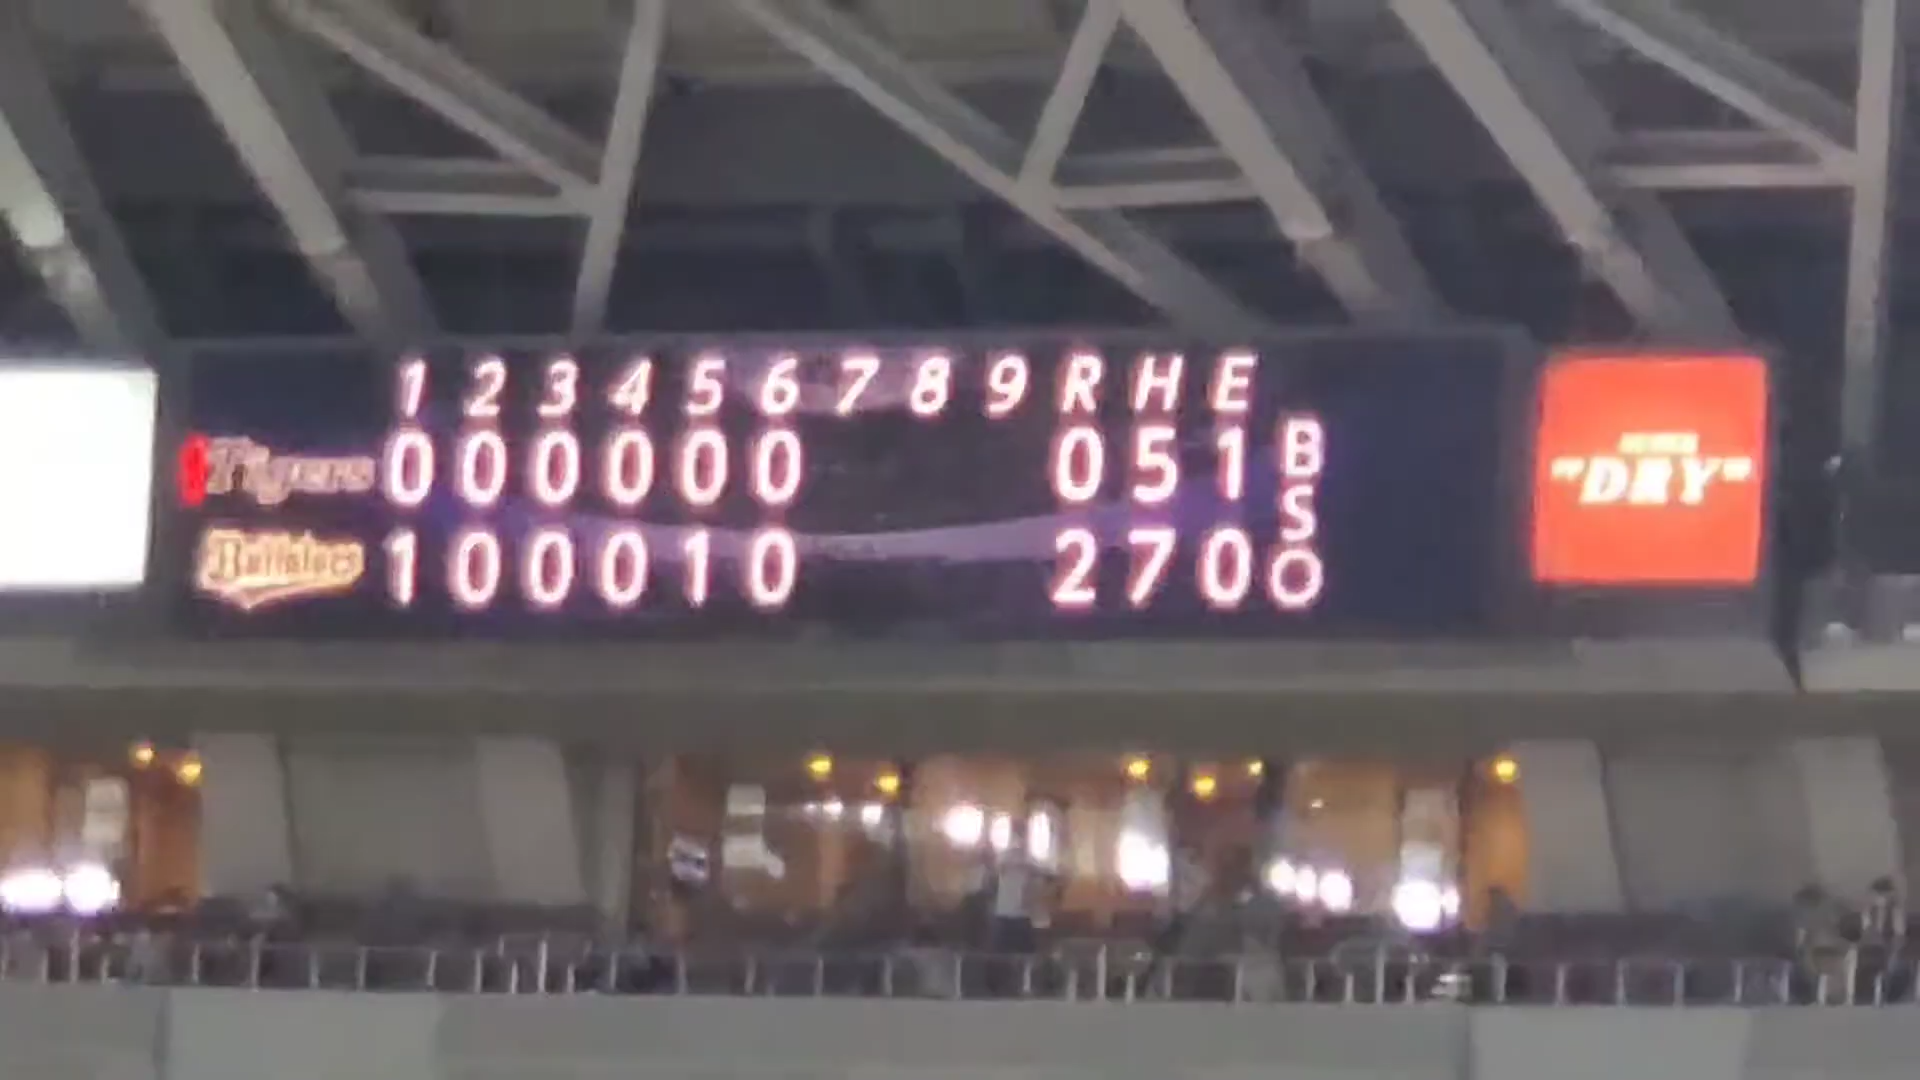 1 2 3 4 5 6 7 8 9 R H E
Tigers 0 0 0 0 0 0 0 5 1
Buffaloes 1 0 0 0 1 0 2 7 0
B
S
O
"DRY"